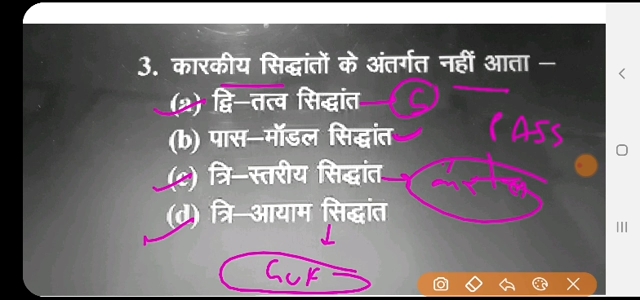 3. कारकीय सिद्धांतों के अंतर्गत नहीं आता –
(a) द्वि–तत्व सिद्धांत
(b) पास–मॉडल सिद्धांत
PASS
(c) त्रि–स्तरीय सिद्धांत
(d) त्रि–आयाम सिद्धांत